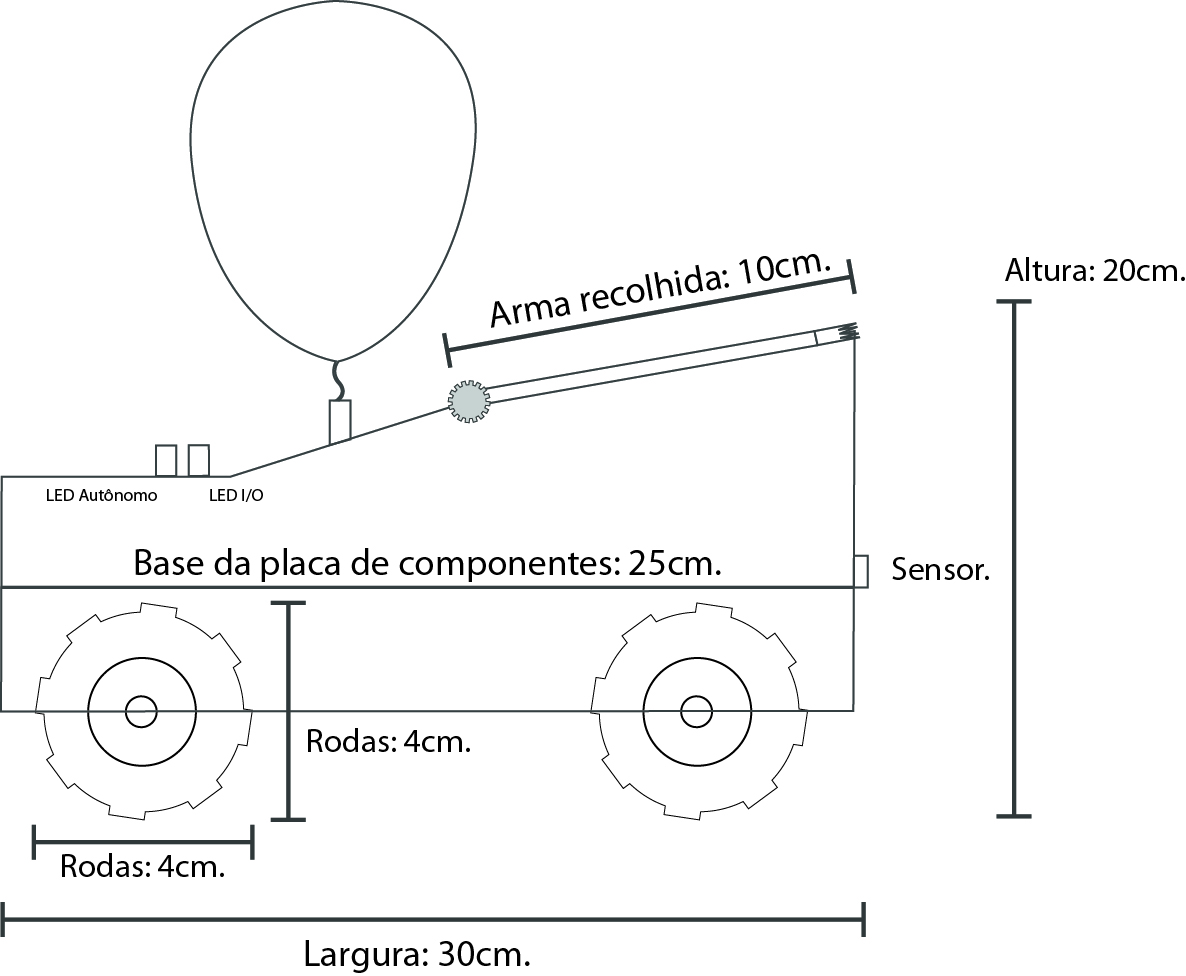 Altura: 20cm.
Arma recolhida: 10cm.
LED Autônomo
LED I/O
Base da placa de componentes: 25cm.
Sensor.
Rodas: 4cm.
Rodas: 4cm.
Largura: 30cm.